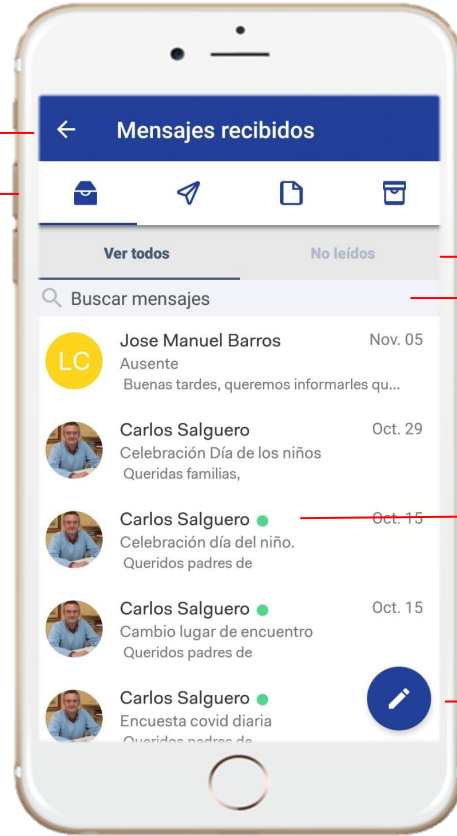 Mensajes recibidos
Ver todos No leídos
Buscar mensajes
Jose Manuel Barros Nov. 05
LC
Ausente
Buenas tardes, queremos informarles qu...
Carlos Salguero Oct. 29
Celebración Día de los niños
Queridas familias,
Carlos Salguero Oct. 15
Celebración día del niño.
Queridos padres de
Carlos Salguero Oct. 15
Cambio lugar de encuentro
Queridos padres de
Carlos Salguero
Encuesta covid diaria
Queridos padres de